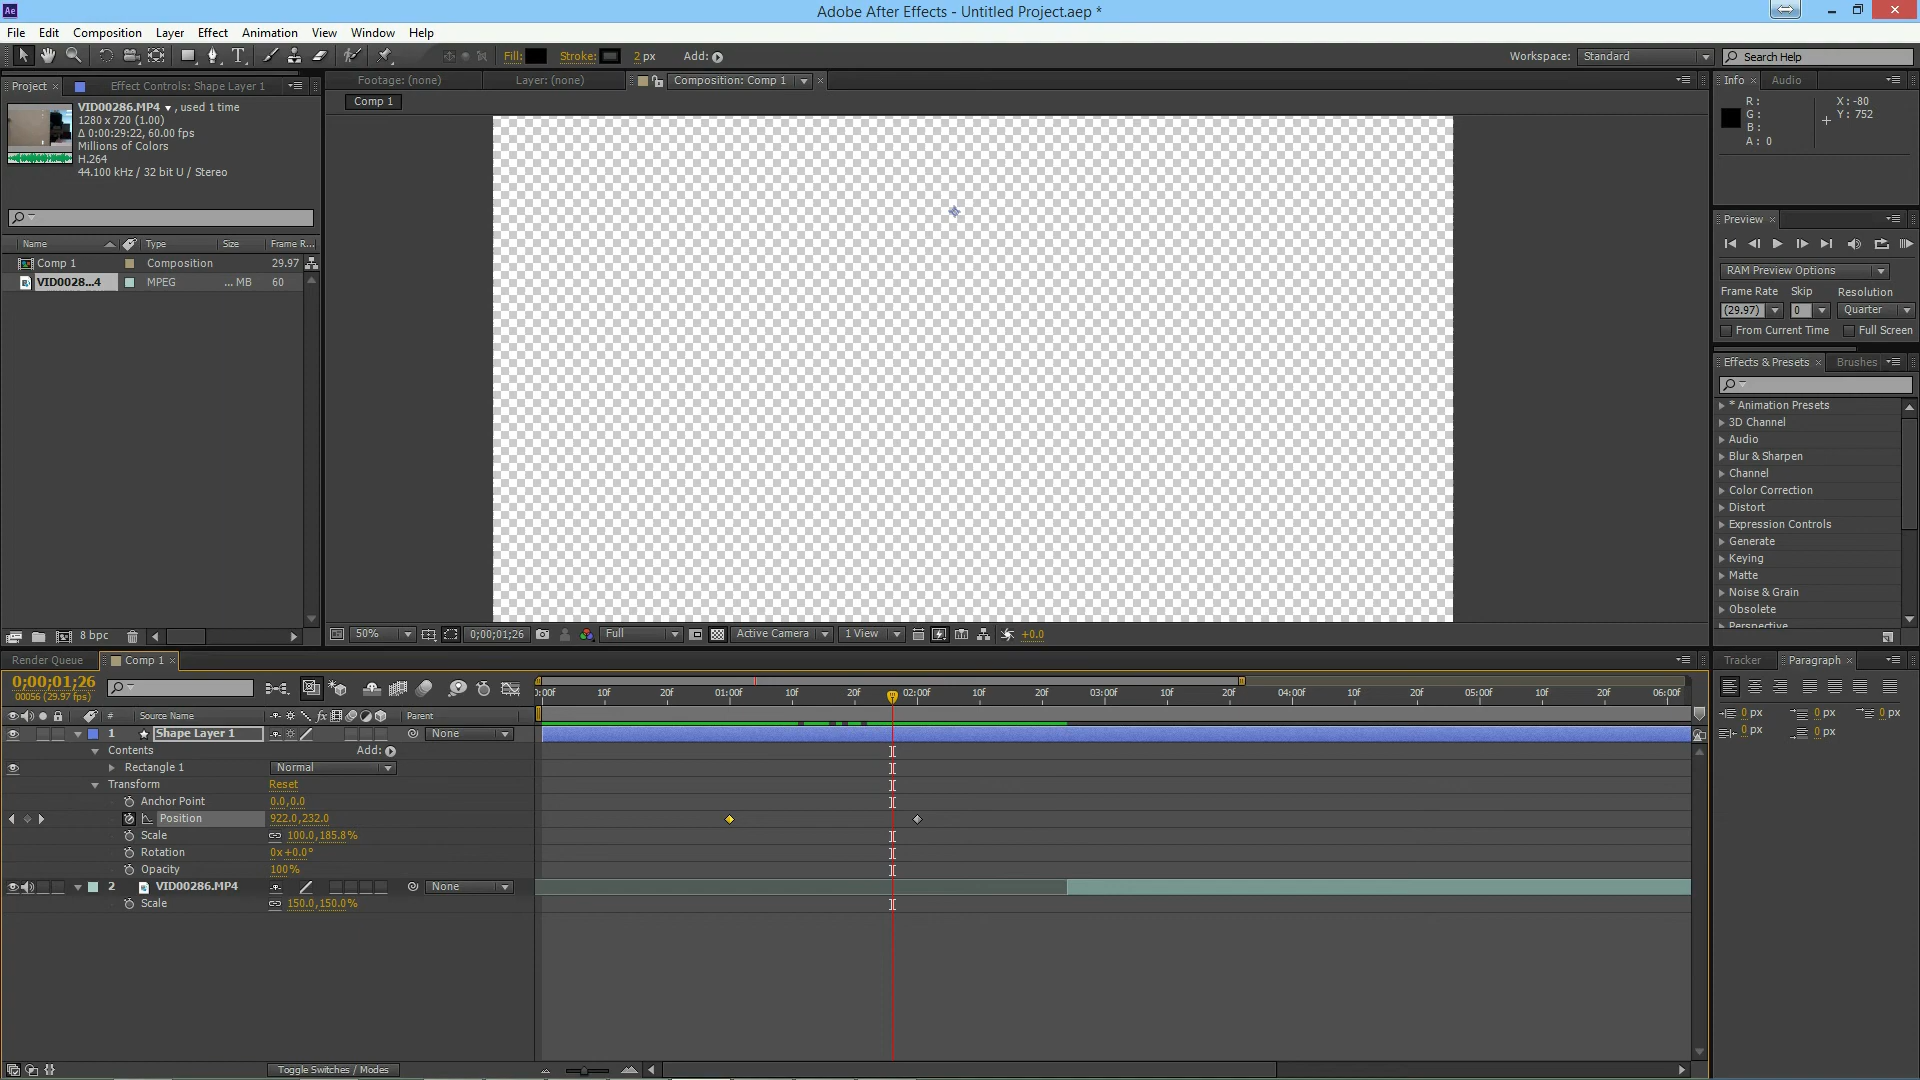 Ae
Adobe After Effects - Untitled Project.aep *
File Edit Composition Layer Effect Animation View Window Help
Fill: Stroke: 2 px Add: Workspace: Standard Search Help
Project Effect Controls: Shape Layer 1 Footage: (none) Layer: (none) Composition: Comp 1 Info Audio
Comp 1
VID00286.MP4 , used 1 time
1280 x 720 (1.00)
Δ 0:00:29:22, 60.00 fps
Millions of Colors
H.264
44.100 kHz / 32 bit U / Stereo
R :
G :
B :
A : 0
X : -80
Y : 752
Name Type Size Frame R...
Comp 1 Composition 29.97
VID0028...4 MPEG ... MB 60
Preview
RAM Preview Options
Frame Rate Skip Resolution
(29.97) 0 Quarter
From Current Time Full Screen
Effects & Presets Brushes
* Animation Presets
3D Channel
Audio
Blur & Sharpen
Channel
Color Correction
Distort
Expression Controls
Generate
Keying
Matte
Noise & Grain
Obsolete
Perspective
8 bpc 50% 0;00;01;26 Full Active Camera 1 View +0.0
Render Queue Comp 1 Tracker Paragraph
0;00;01;26
00056 (29.97 fps)
0:00f 10f 20f 01:00f 10f 20f 02:00f 10f 20f 03:00f 10f 20f 04:00f 10f 20f 05:00f 10f 20f 06:00f
0 px 0 px 0 px
0 px 0 px
# Source Name fx Parent
1 Shape Layer 1 None
Contents Add:
Rectangle 1 Normal
Transform Reset
Anchor Point 0.0,0.0
Position 922.0,232.0
Scale 100.0,185.8%
Rotation 0x+0.0°
Opacity 100%
2 VID00286.MP4 None
Scale 150.0,150.0%
Toggle Switches / Modes